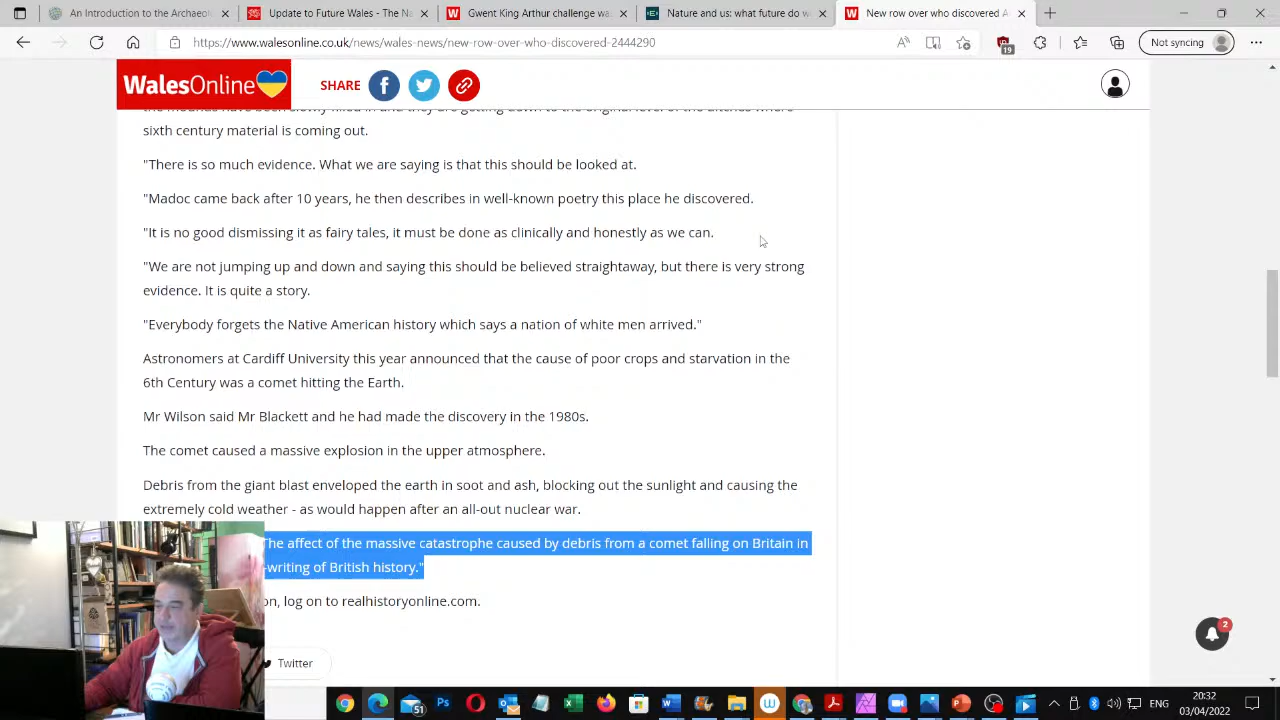 An Introduction to the Archaeolo
Update to Future Wales - The Na
Gwent King Arthur challenge was
Nature and us: what future do w
New row over who discovered A
https://www.walesonline.co.uk/news/wales-news/new-row-over-who-discovered-2444290
19
Not syncing
WalesOnline
SHARE
sixth century material is coming out.
"There is so much evidence. What we are saying is that this should be looked at.
"Madoc came back after 10 years, he then describes in well-known poetry this place he discovered.
"It is no good dismissing it as fairy tales, it must be done as clinically and honestly as we can.
"We are not jumping up and down and saying this should be believed straightaway, but there is very strong
evidence. It is quite a story.
"Everybody forgets the Native American history which says a nation of white men arrived."
Astronomers at Cardiff University this year announced that the cause of poor crops and starvation in the
6th Century was a comet hitting the Earth.
Mr Wilson said Mr Blackett and he had made the discovery in the 1980s.
The comet caused a massive explosion in the upper atmosphere.
Debris from the giant blast enveloped the earth in soot and ash, blocking out the sunlight and causing the
extremely cold weather - as would happen after an all-out nuclear war.
The affect of the massive catastrophe caused by debris from a comet falling on Britain in
-writing of British history."
on, log on to realhistoryonline.com.
Twitter
2
51
ENG
20:32
03/04/2022